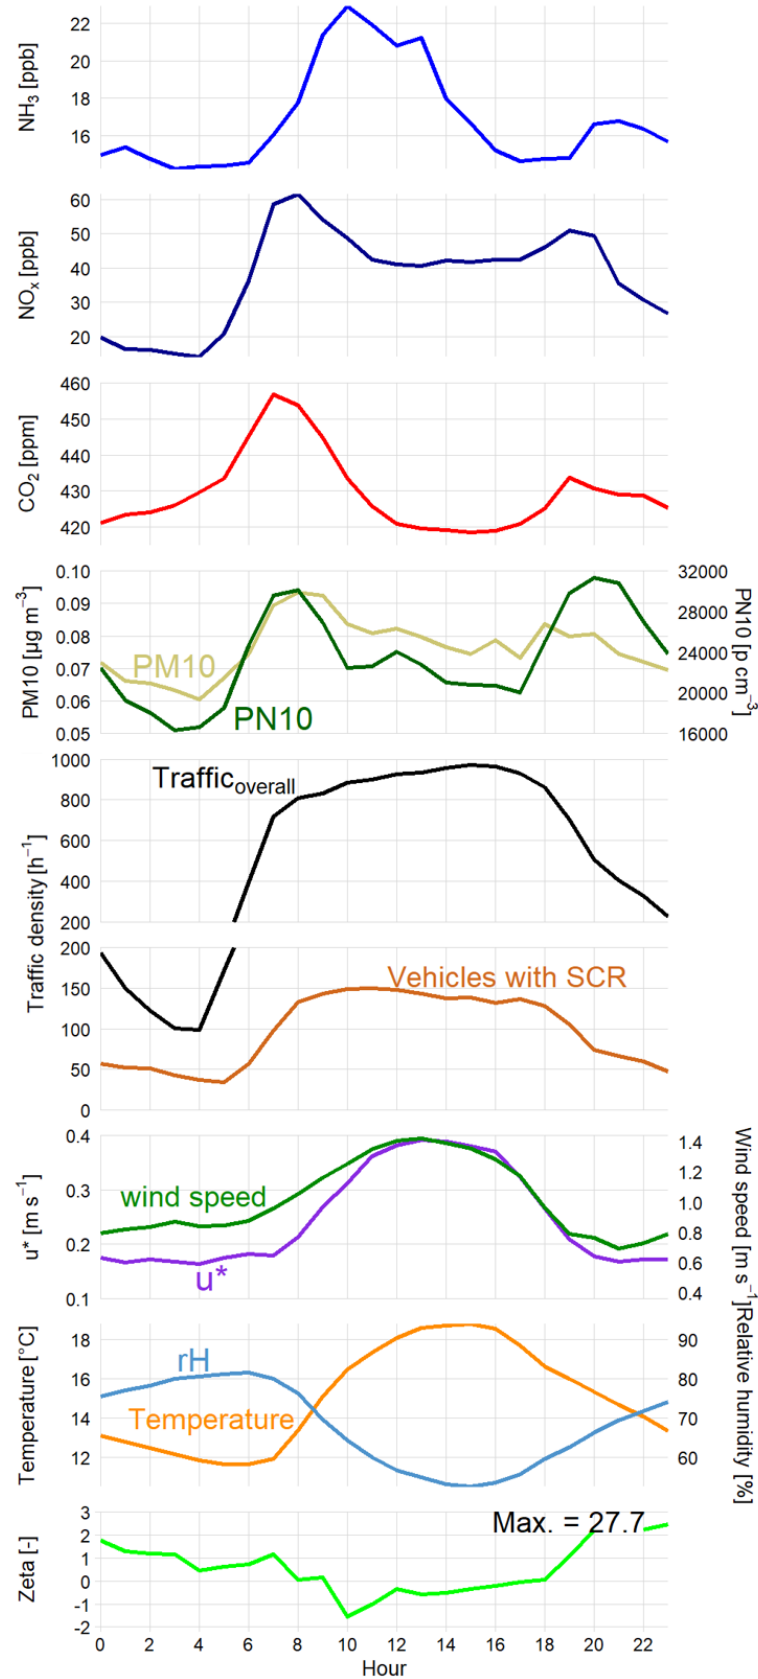 NH₃ [ppb]
22
20
18
16
NOₓ [ppb]
60
50
40
30
20
CO₂ [ppm]
460
450
440
430
420
PM10 [µg m⁻³]
0.10
0.09
0.08
0.07
0.06
0.05
PM10
PN10
32000
28000
24000
20000
16000
PN10 [p cm⁻³]
Traffic density [h⁻¹]
1000
800
600
400
200
Traffic overall
200
150
100
50
0
Vehicles with SCR
u* [m s⁻¹]
0.4
0.3
0.2
0.1
wind speed
u*
1.4
1.2
1.0
0.8
0.6
0.4
Wind speed [m s⁻¹]
Temperature [°C]
18
16
14
12
rH
Temperature
90
80
70
60
Relative humidity [%]
Zeta [-]
3
2
1
0
-1
-2
Max. = 27.7
0 2 4 6 8 10 12 14 16 18 20 22
Hour